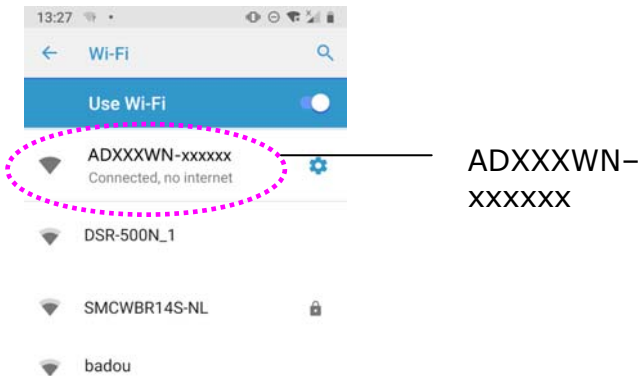 13:27
Wi-Fi
Use Wi-Fi
ADXXXWN-xxxxxx
Connected, no internet
ADXXXWN–
xxxxxx
DSR-500N_1
SMCWBR14S-NL
badou